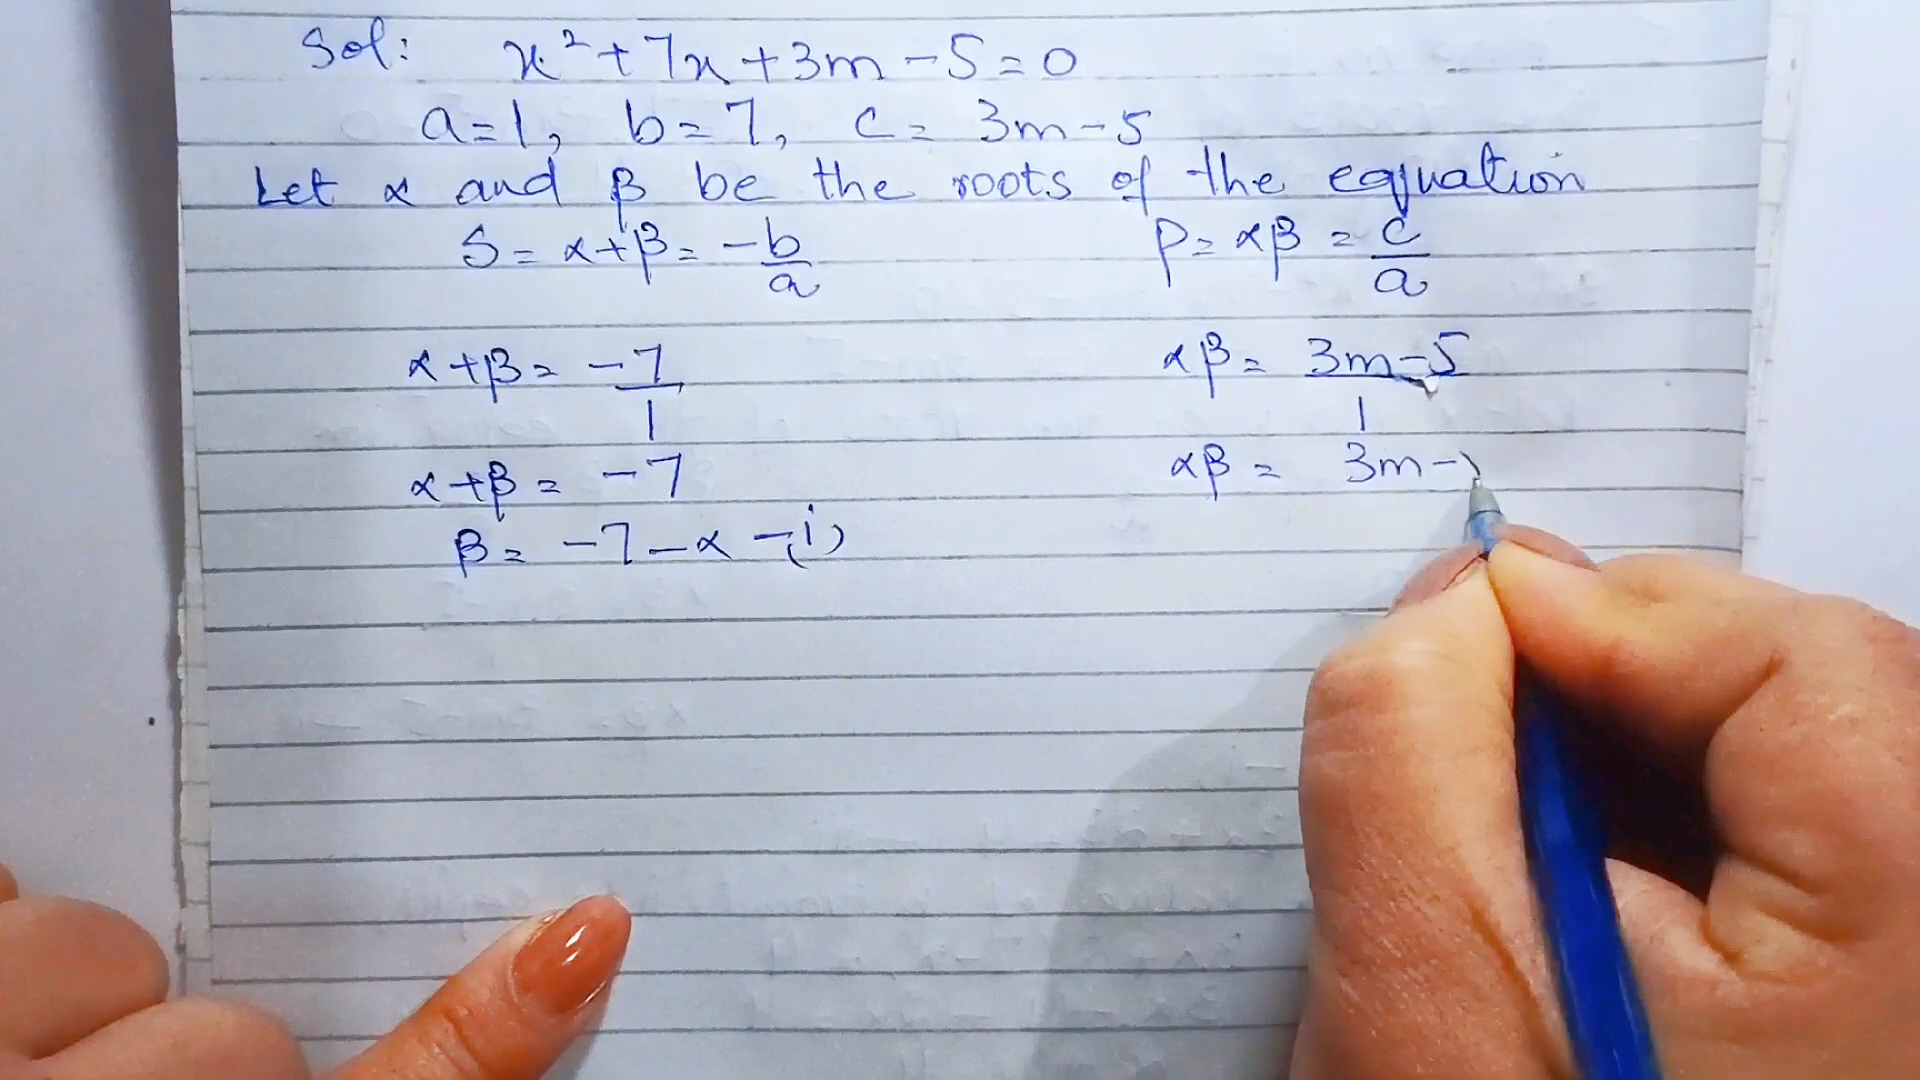 Sol: x² + 7x + 3m - 5 = 0
a = 1, b = 7, c = 3m - 5
Let α and β be the roots of the equation
S = α + β = -b/a P = αβ = c/a
α + β = -7/1 αβ = 3m - 5/1
α + β = -7 αβ = 3m -
β = -7 - α - (i)